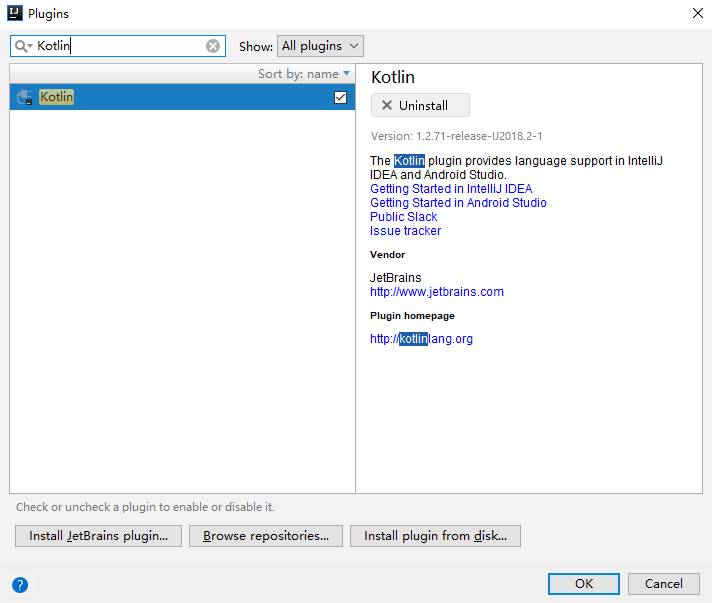 IJ Plugins
Kotlin Show: All plugins
Sort by: name
Kotlin
Kotlin
Uninstall
Version: 1.2.71-release-IJ2018.2-1
The Kotlin plugin provides language support in IntelliJ
IDEA and Android Studio.
Getting Started in IntelliJ IDEA
Getting Started in Android Studio
Public Slack
Issue tracker
Vendor
JetBrains
http://www.jetbrains.com
Plugin homepage
http://kotlinlang.org
Check or uncheck a plugin to enable or disable it.
Install JetBrains plugin... Browse repositories... Install plugin from disk...
? OK Cancel